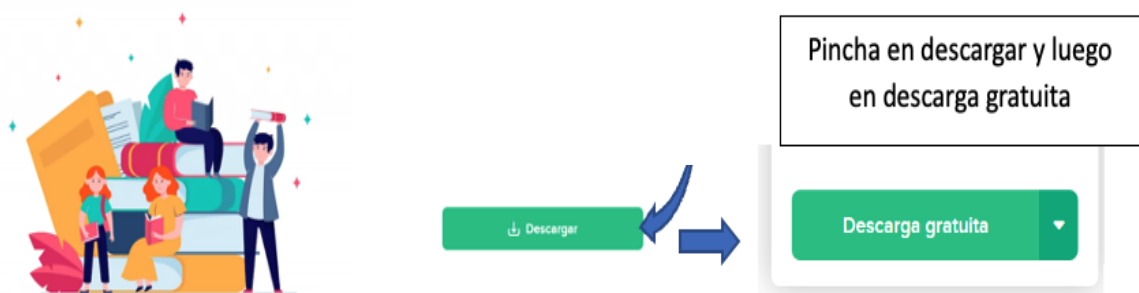 Pincha en descargar y luego
en descarga gratuita
Descargar
Descarga gratuita